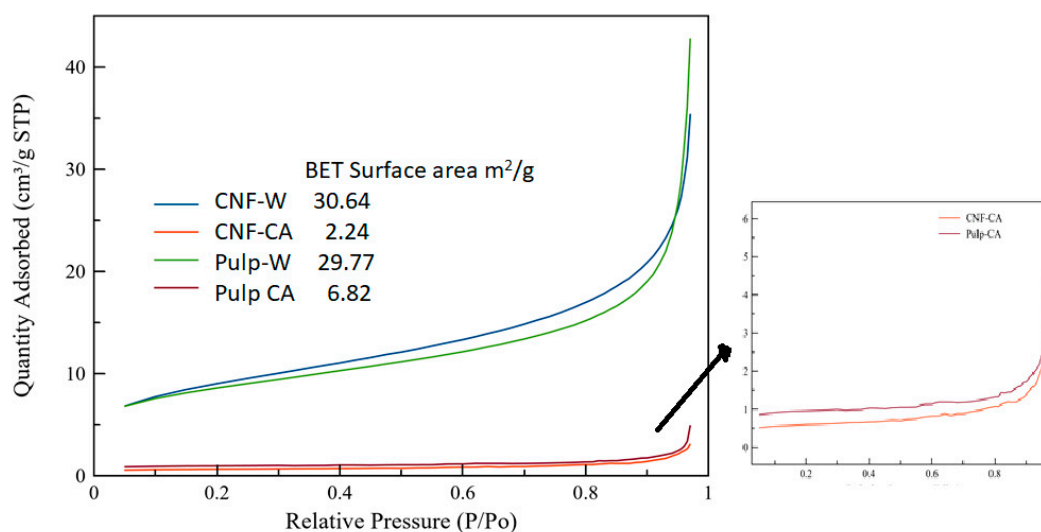 Quantity Adsorbed (cm³/g STP)
40
30
20
10
0
BET Surface area m²/g
CNF-W 30.64
CNF-CA 2.24
Pulp-W 29.77
Pulp CA 6.82
0 0.2 0.4 0.6 0.8 1
Relative Pressure (P/Po)
CNF-CA
Pulp-CA
6
5
4
3
2
1
00
0.2 0.4 0.6 0.8